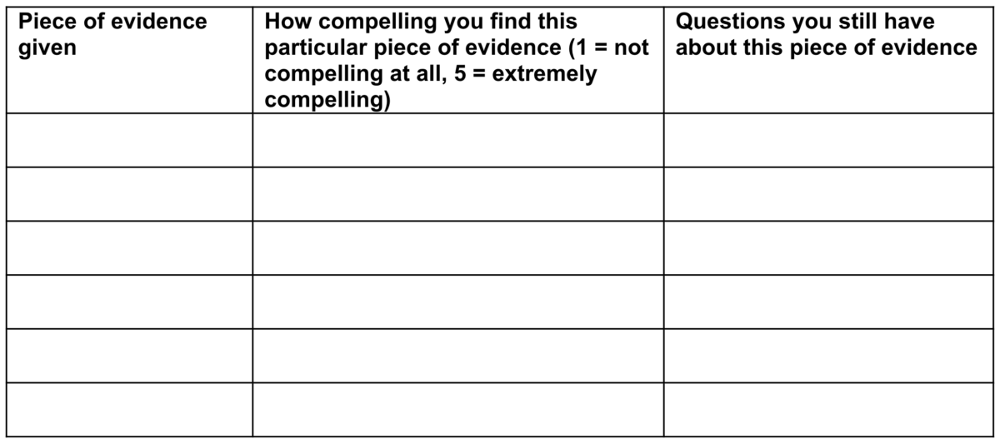 Piece of evidence
given
How compelling you find this
particular piece of evidence (1 = not
compelling at all, 5 = extremely
compelling)
Questions you still have
about this piece of evidence